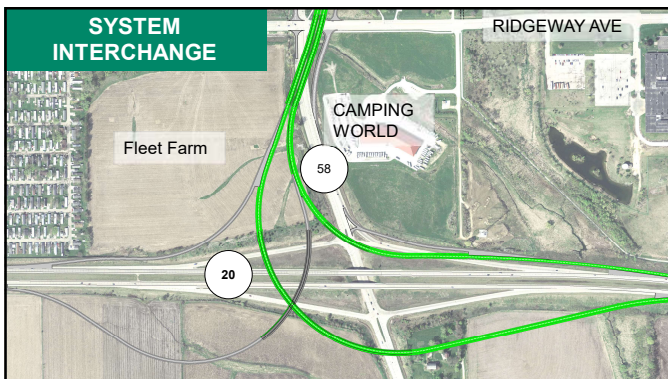 SYSTEM
INTERCHANGE
RIDGEWAY AVE
CAMPING
WORLD
Fleet Farm
58
20